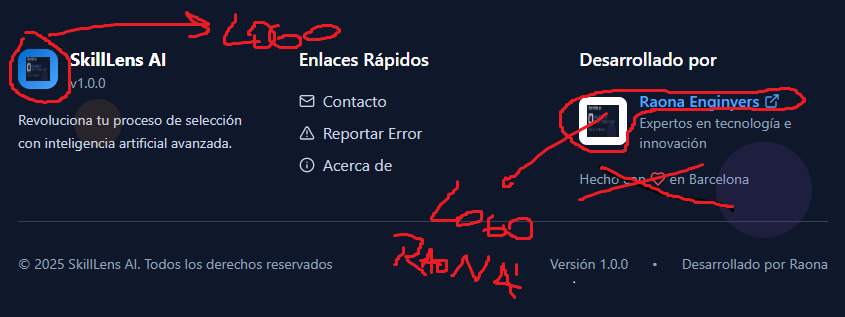 LOGO
SkillLens AI
v1.0.0
Revoluciona tu proceso de selección
con inteligencia artificial avanzada.
Enlaces Rápidos
Contacto
Reportar Error
Acerca de
Desarrollado por
Raona Enginyers
Expertos en tecnología e
innovación
Hecho con ♡ en Barcelona
LOGO
RAONA
© 2025 SkillLens AI. Todos los derechos reservados
Versión 1.0.0 • Desarrollado por Raona